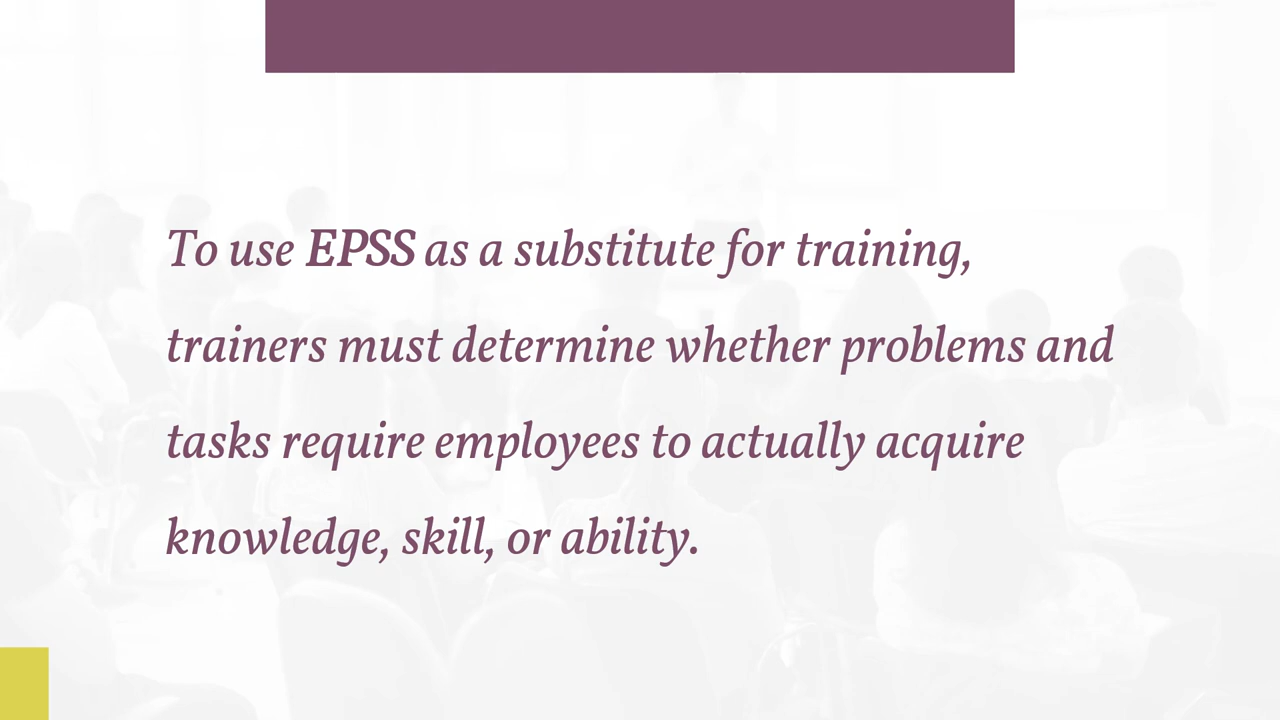 To use EPSS as a substitute for training,
trainers must determine whether problems and
tasks require employees to actually acquire
knowledge, skill, or ability.